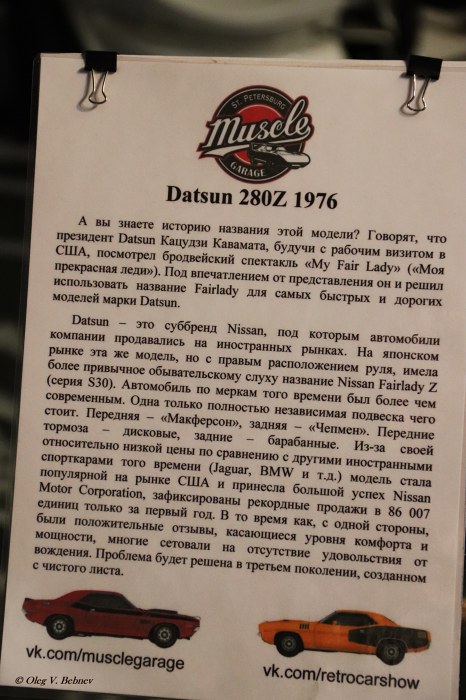 ST. PETERSBURG
Muscle
GARAGE
Datsun 280Z 1976
А вы знаете историю названия этой модели? Говорят, что
президент Datsun Кацудзи Кавамата, будучи с рабочим визитом в
США, посмотрел бродвейский спектакль «My Fair Lady» («Моя
прекрасная леди»). Под впечатлением от представления он и решил
использовать название Fairlady для самых быстрых и дорогих
моделей марки Datsun.
Datsun – это суббренд Nissan, под которым автомобили
компании продавались на иностранных рынках. На японском
рынке эта же модель, но с правым расположением руля, имела
более привычное обывательскому слуху название Nissan Fairlady Z
(серия S30). Автомобиль по меркам того времени был более чем
современным. Одна только полностью независимая подвеска чего
стоит. Передняя – «Макферсон», задняя – «Чепмен». Передние
тормоза – дисковые, задние – барабанные. Из-за своей
относительно низкой цены по сравнению с другими иностранными
спорткарами того времени (Jaguar, BMW и т.д.) модель стала
популярной на рынке США и принесла большой успех Nissan
Motor Corporation, зафиксированы рекордные продажи в 86 007
единиц только за первый год. В то время как, с одной стороны,
были положительные отзывы, касающиеся уровня комфорта и
мощности, многие сетовали на отсутствие удовольствия от
вождения. Проблема будет решена в третьем поколении, созданном
с чистого листа.
vk.com/musclegarage
vk.com/retrocarshow
© Oleg V. Bebnev